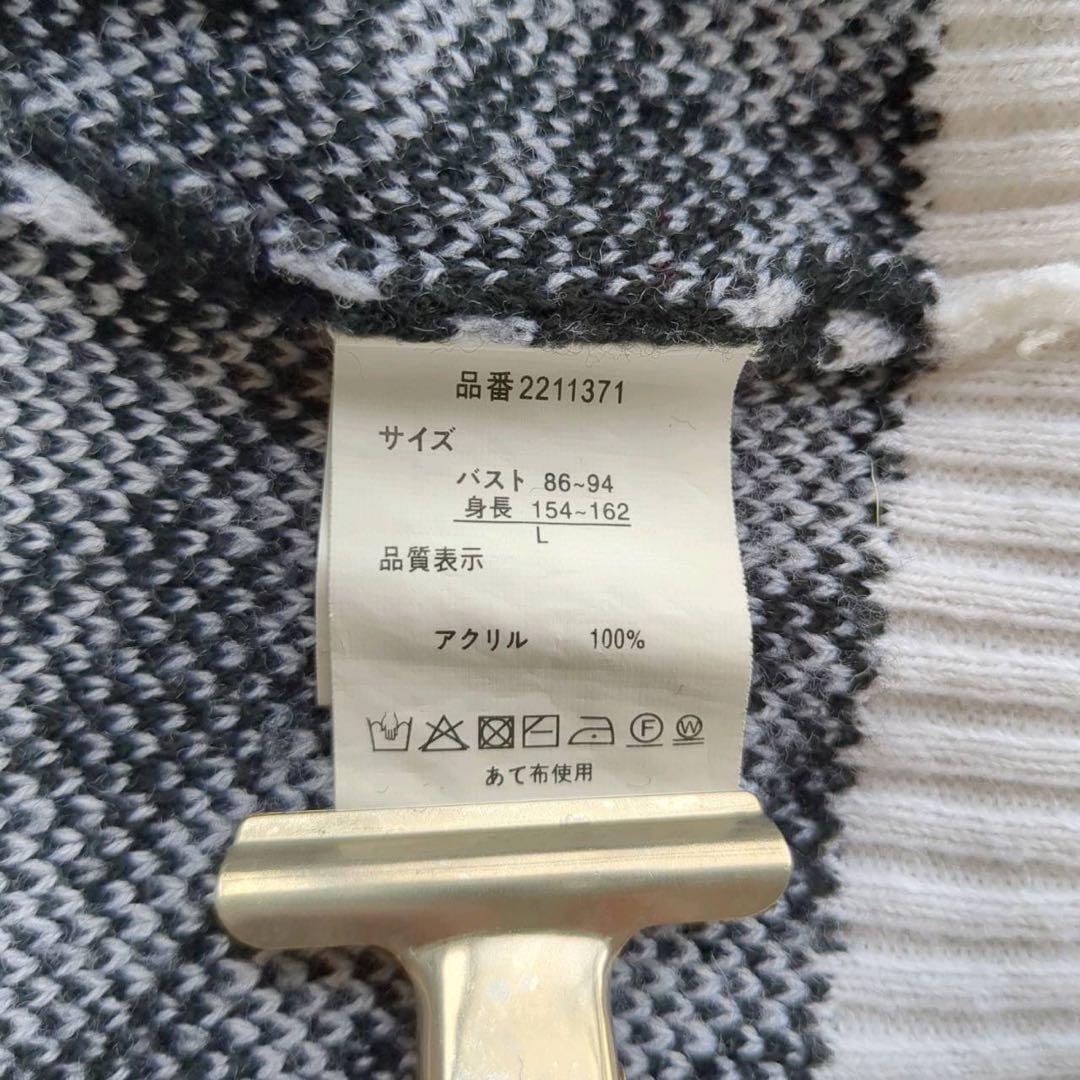 品番2211371
サイズ
バスト 86~94
身長 154~162
L
品質表示
アクリル 100%
F W
あて布使用